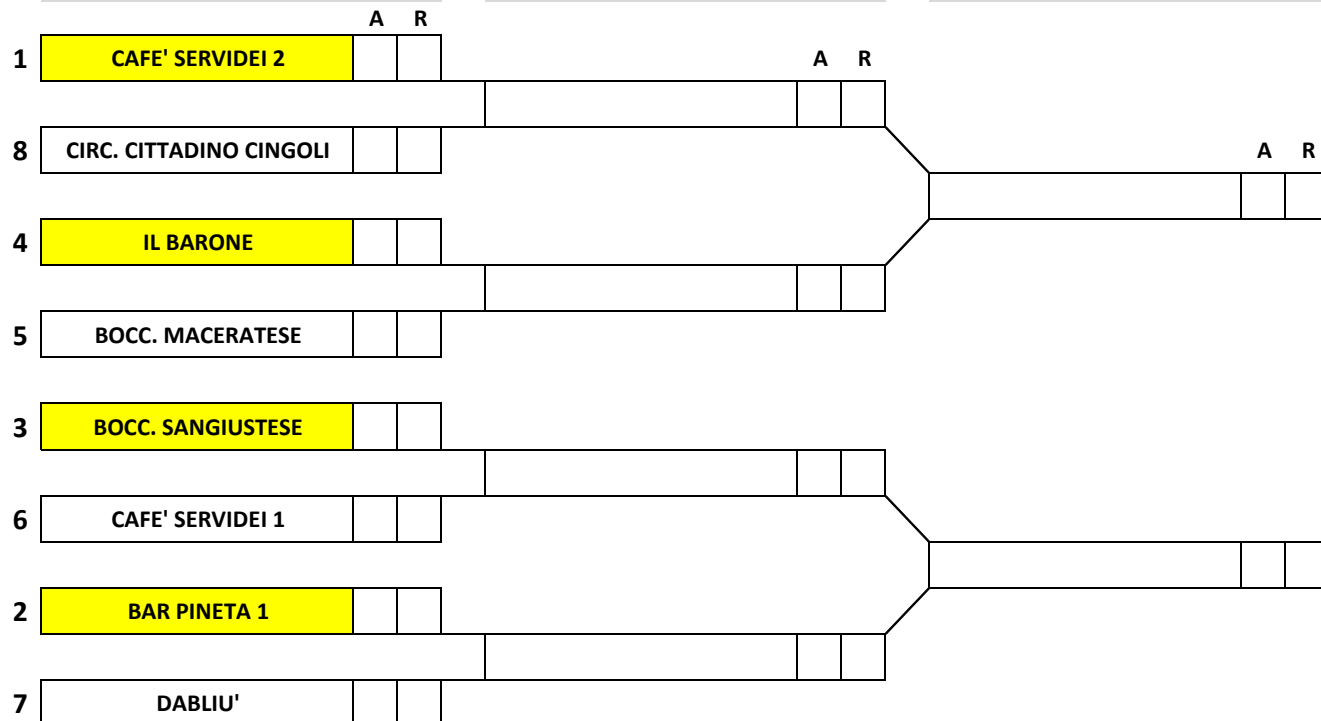 A R
1 CAFE' SERVIDEI 2
A R
8 CIRC. CITTADINO CINGOLI
A R
4 IL BARONE
5 BOCC. MACERATESE
3 BOCC. SANGIUSTESE
6 CAFE' SERVIDEI 1
2 BAR PINETA 1
7 DABLIU'